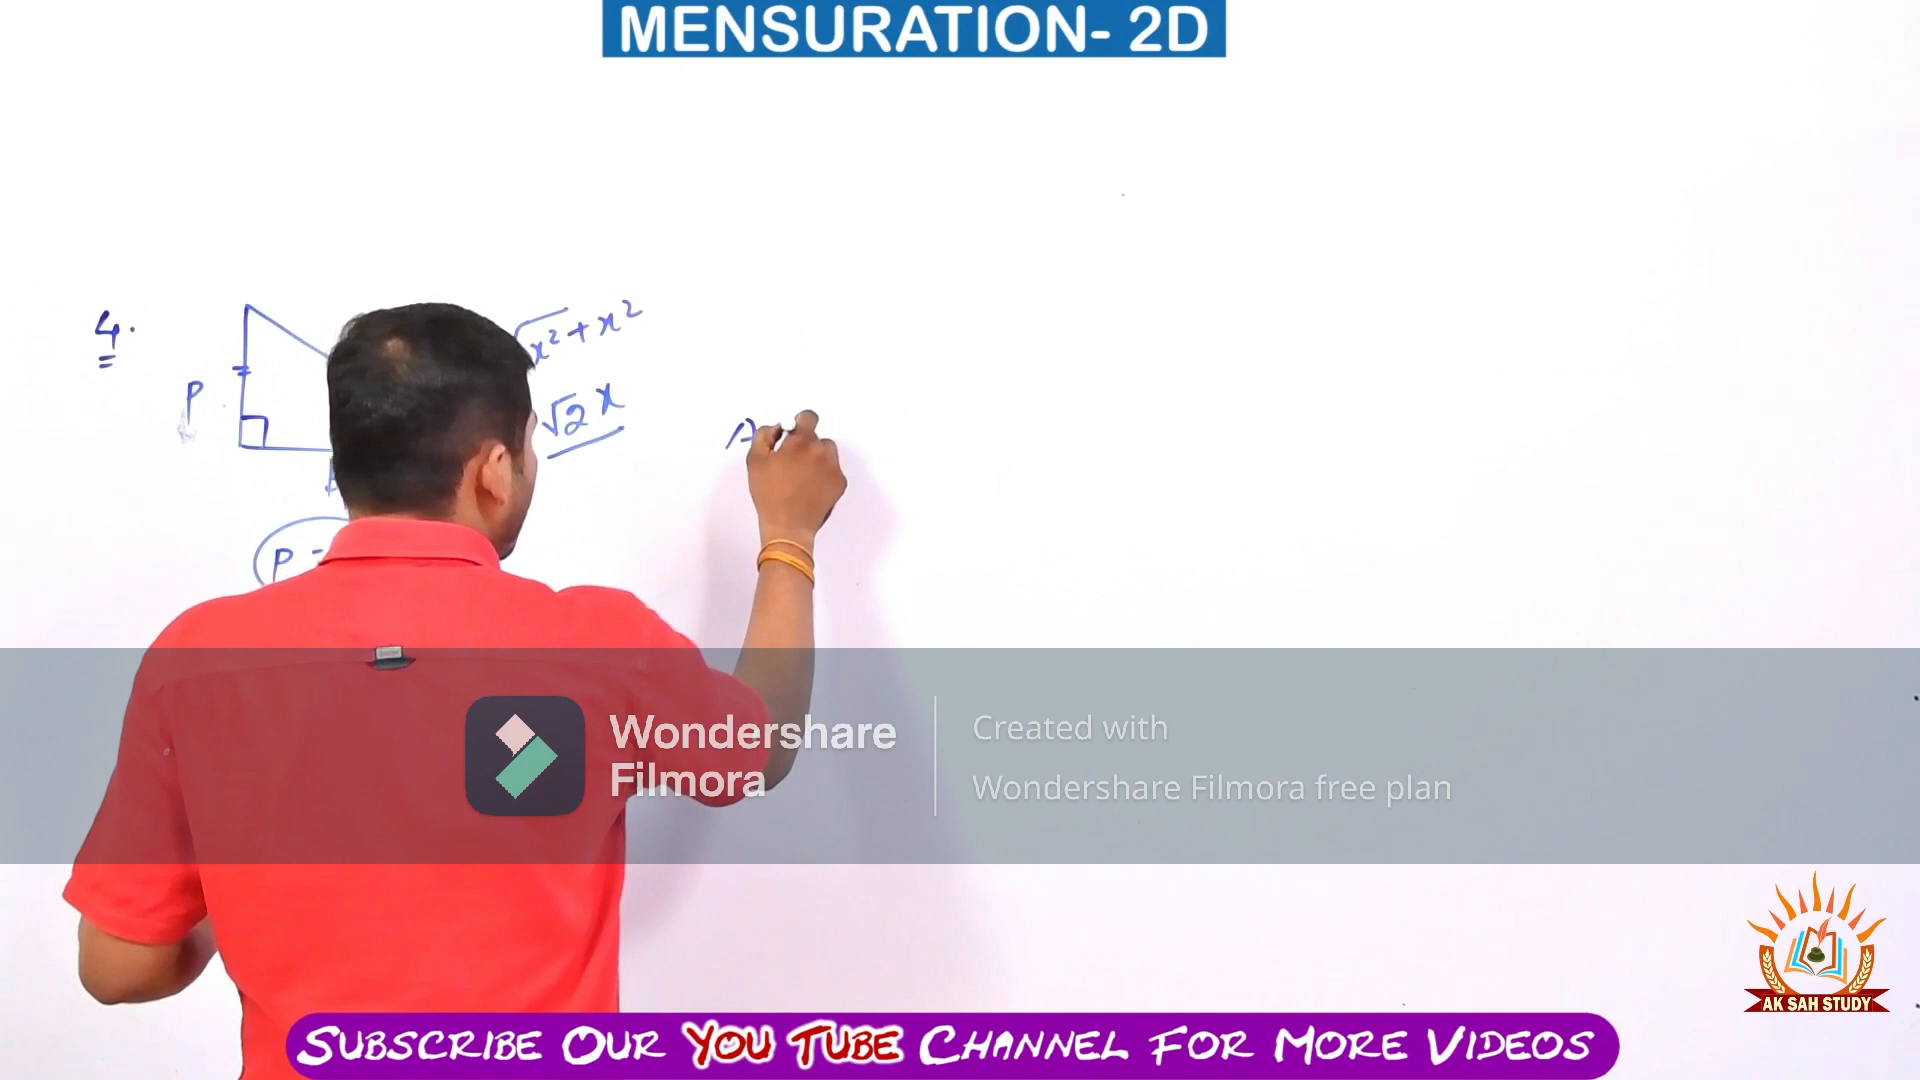 MENSURATION- 2D
4.
√x² + x²
√2 x
P
A
P =
Wondershare
Filmora
Created with
Wondershare Filmora free plan
AK SAH STUDY
SUBSCRIBE OUR YOU TUBE CHANNEL FOR MORE VIDEOS